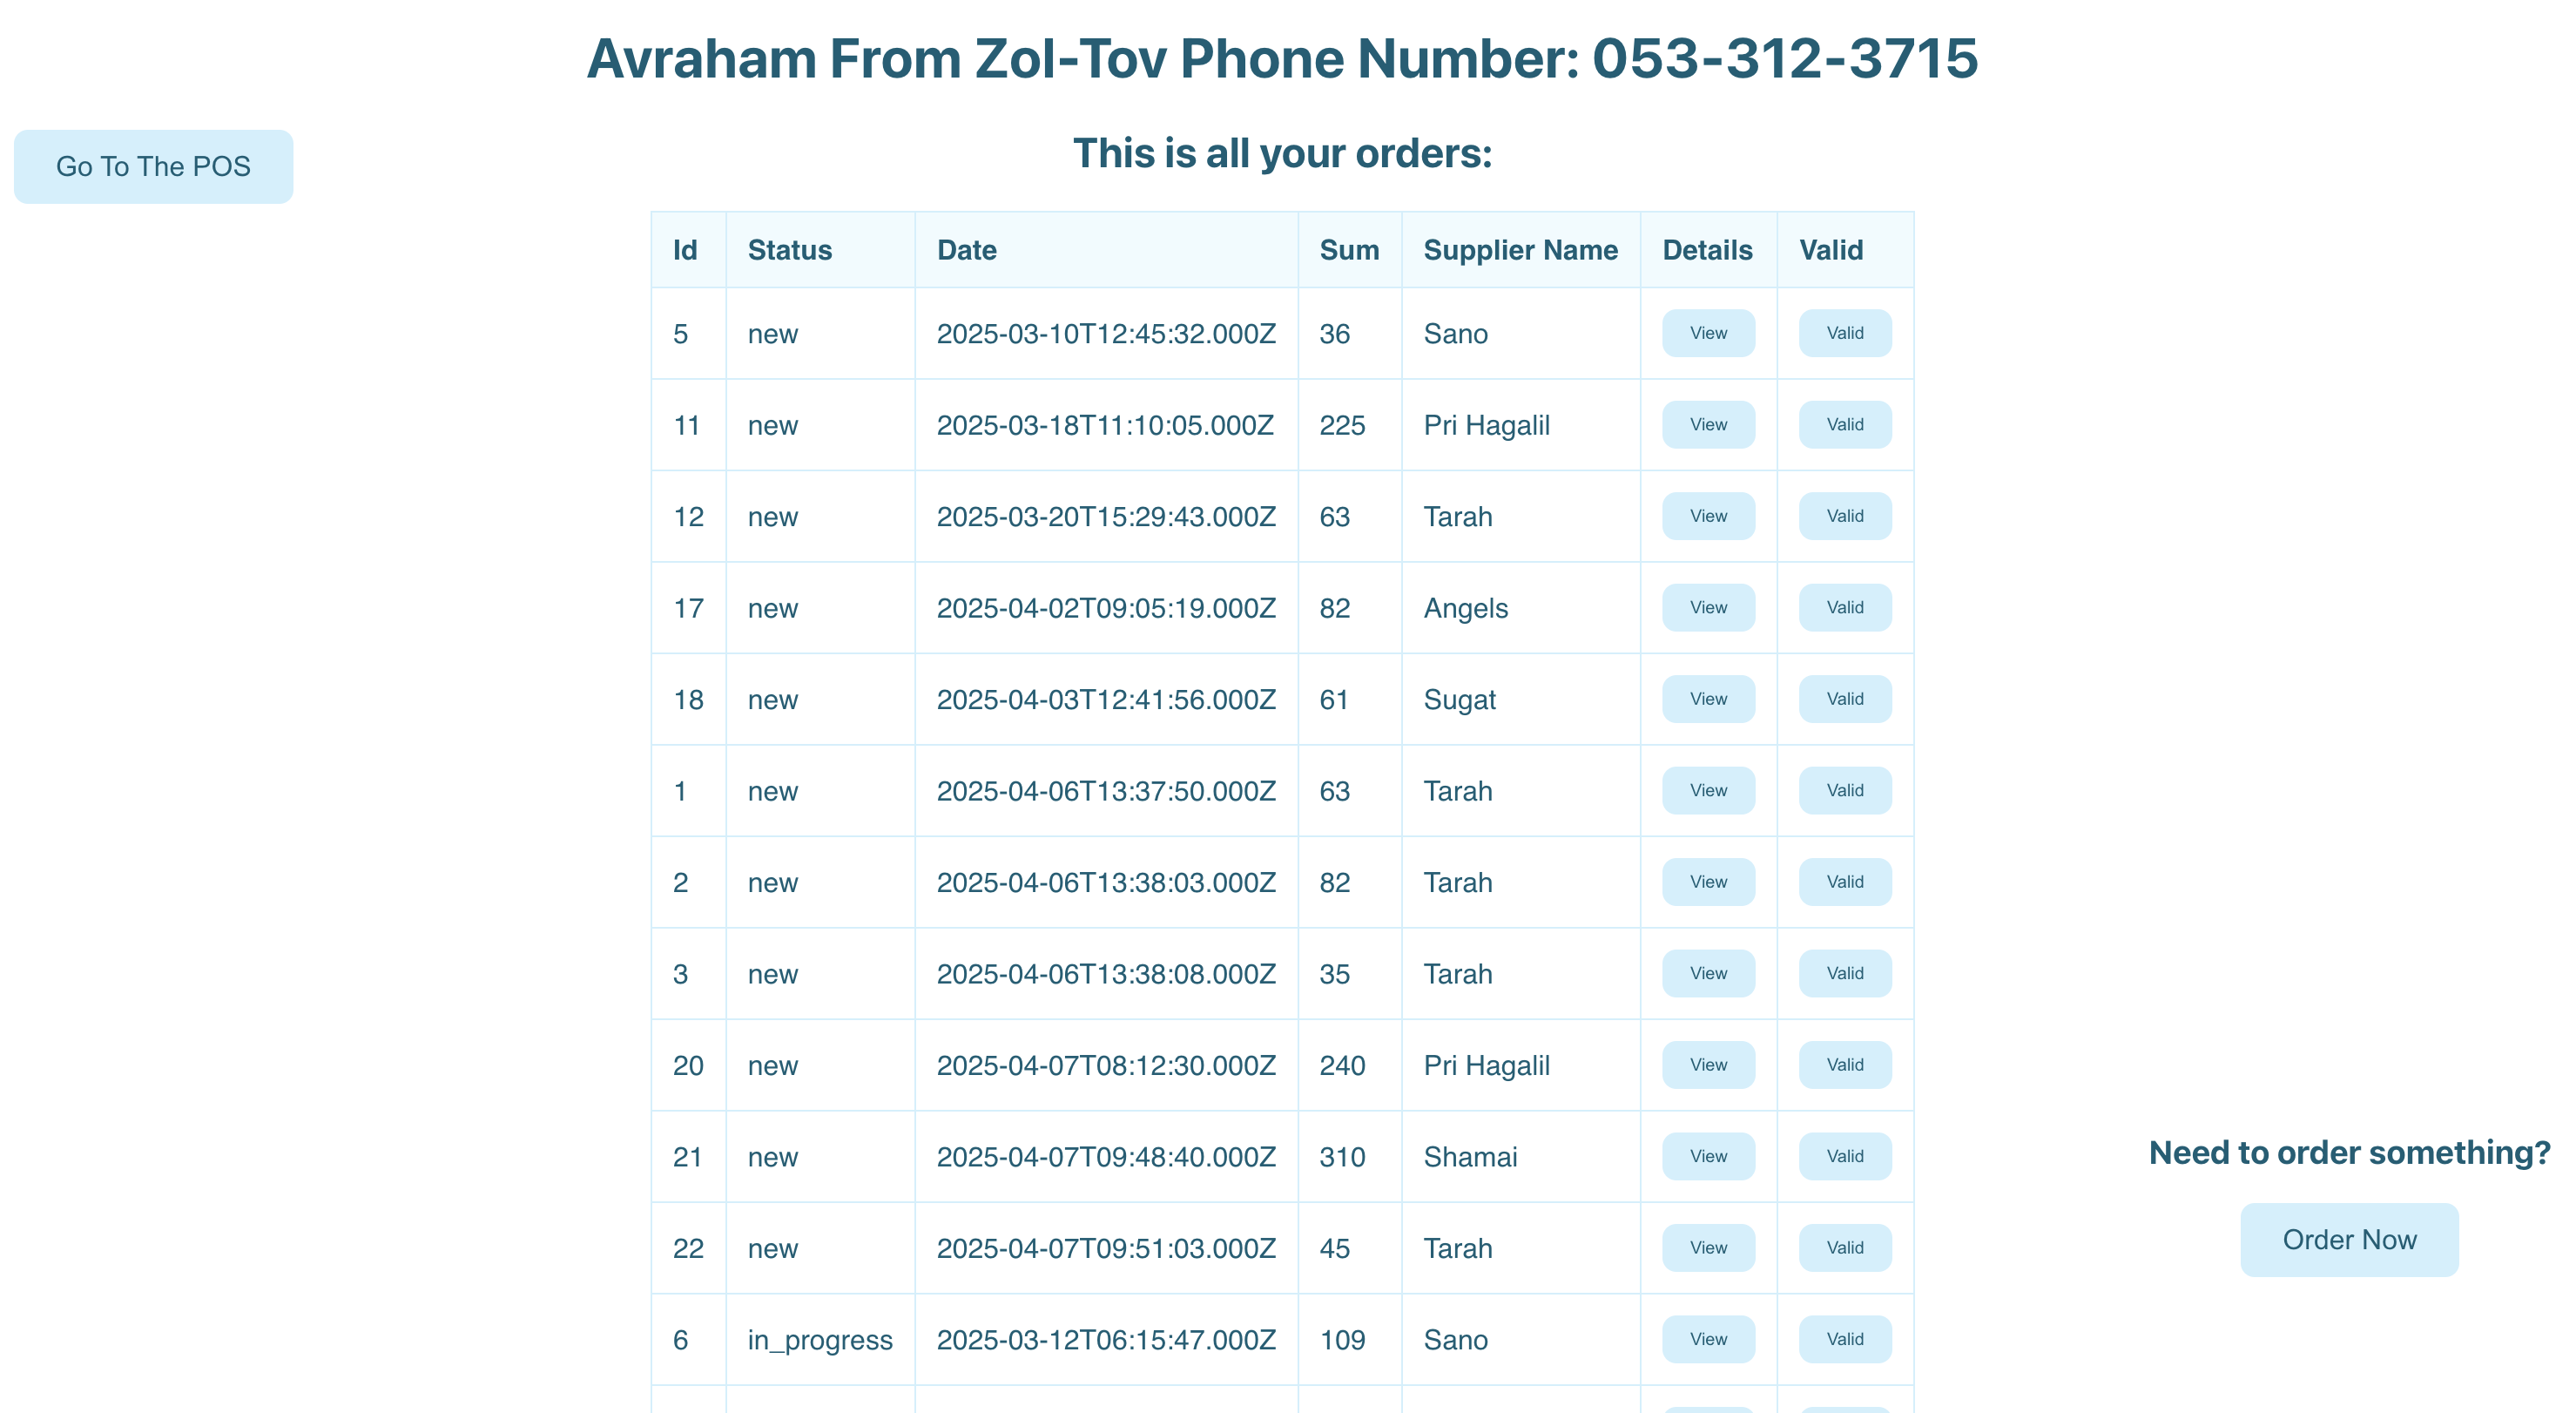 Avraham From Zol-Tov Phone Number: 053-312-3715
Go To The POS
This is all your orders:
Id Status Date Sum Supplier Name Details Valid
5 new 2025-03-10T12:45:32.000Z 36 Sano View Valid
11 new 2025-03-18T11:10:05.000Z 225 Pri Hagalil View Valid
12 new 2025-03-20T15:29:43.000Z 63 Tarah View Valid
17 new 2025-04-02T09:05:19.000Z 82 Angels View Valid
18 new 2025-04-03T12:41:56.000Z 61 Sugat View Valid
1 new 2025-04-06T13:37:50.000Z 63 Tarah View Valid
2 new 2025-04-06T13:38:03.000Z 82 Tarah View Valid
3 new 2025-04-06T13:38:08.000Z 35 Tarah View Valid
20 new 2025-04-07T08:12:30.000Z 240 Pri Hagalil View Valid
21 new 2025-04-07T09:48:40.000Z 310 Shamai View Valid
22 new 2025-04-07T09:51:03.000Z 45 Tarah View Valid
6 in_progress 2025-03-12T06:15:47.000Z 109 Sano View Valid
Need to order something?
Order Now